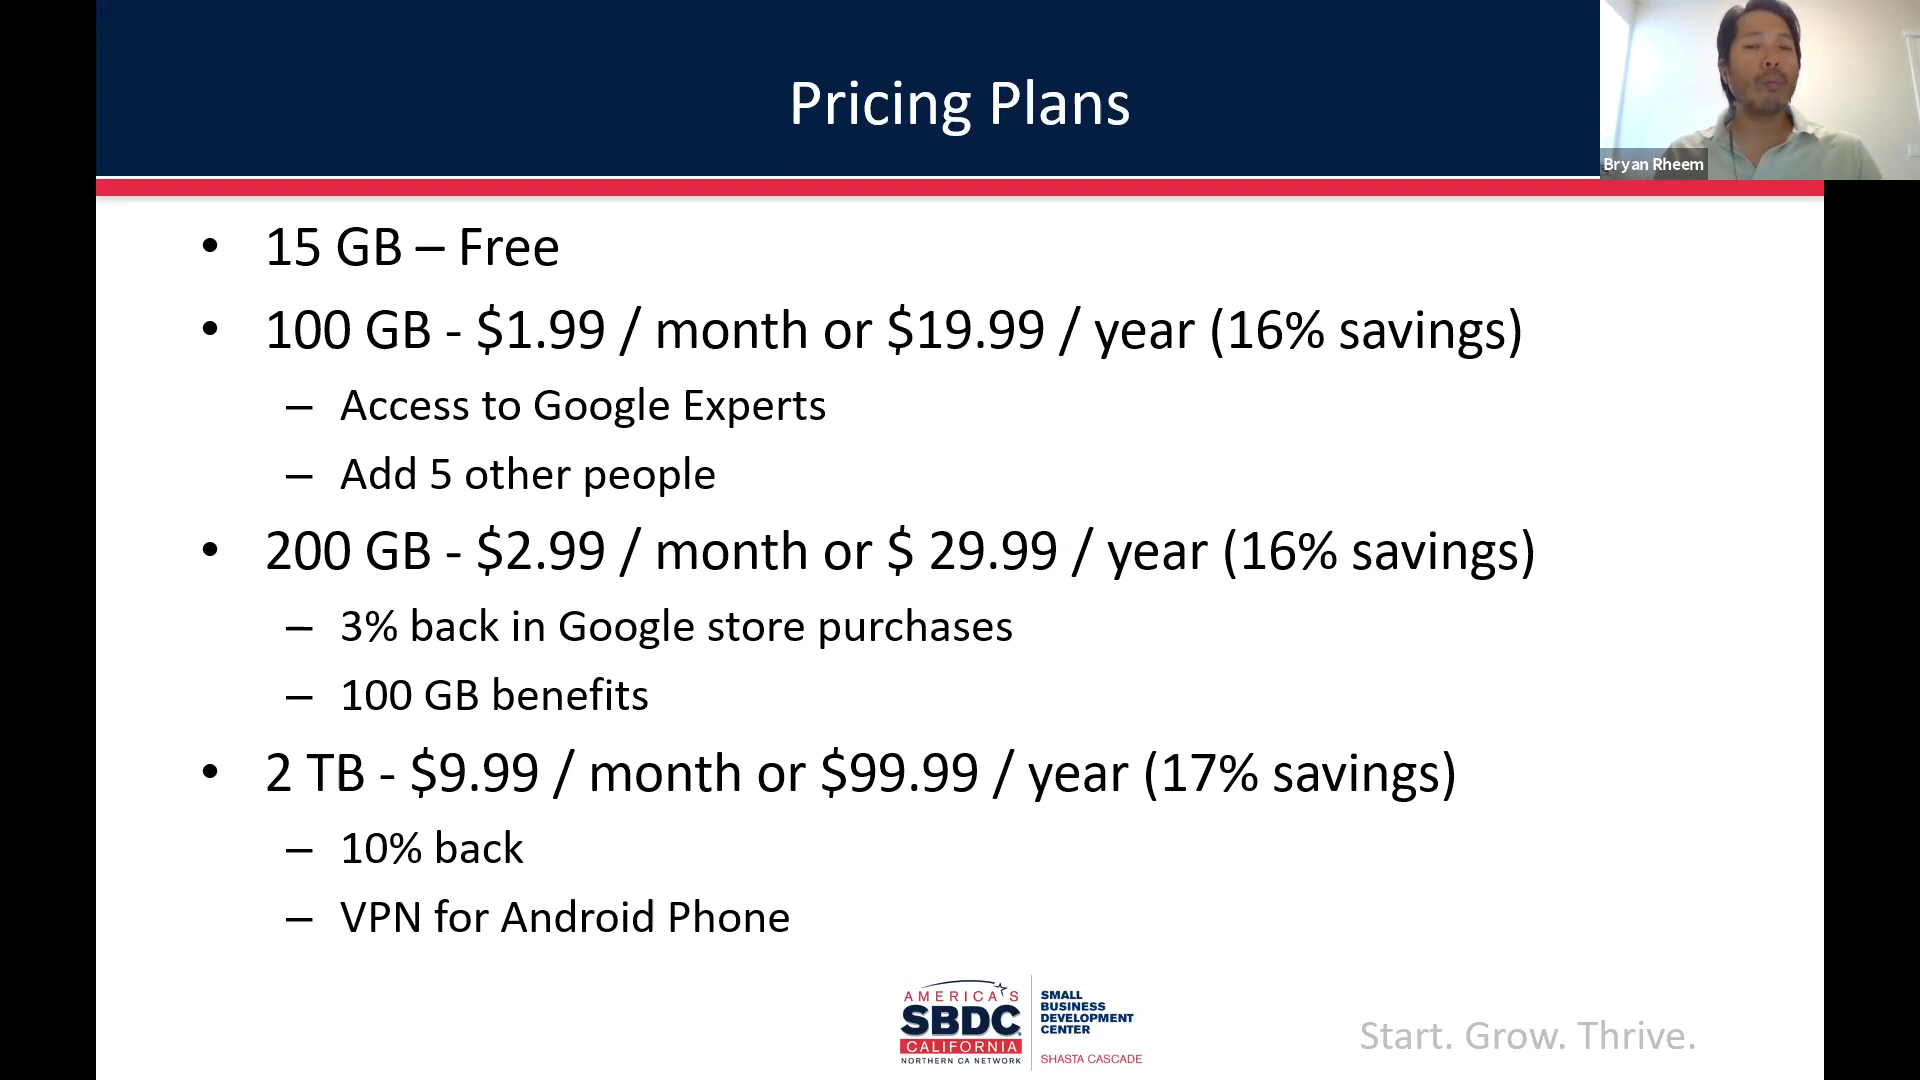 Pricing Plans
Bryan Rheem
• 15 GB – Free
• 100 GB - $1.99 / month or $19.99 / year (16% savings)
– Access to Google Experts
– Add 5 other people
• 200 GB - $2.99 / month or $ 29.99 / year (16% savings)
– 3% back in Google store purchases
– 100 GB benefits
• 2 TB - $9.99 / month or $99.99 / year (17% savings)
– 10% back
– VPN for Android Phone
AMERICA'S
SBDC
CALIFORNIA
NORTHERN CA NETWORK
SMALL
BUSINESS
DEVELOPMENT
CENTER
SHASTA CASCADE
Start. Grow. Thrive.